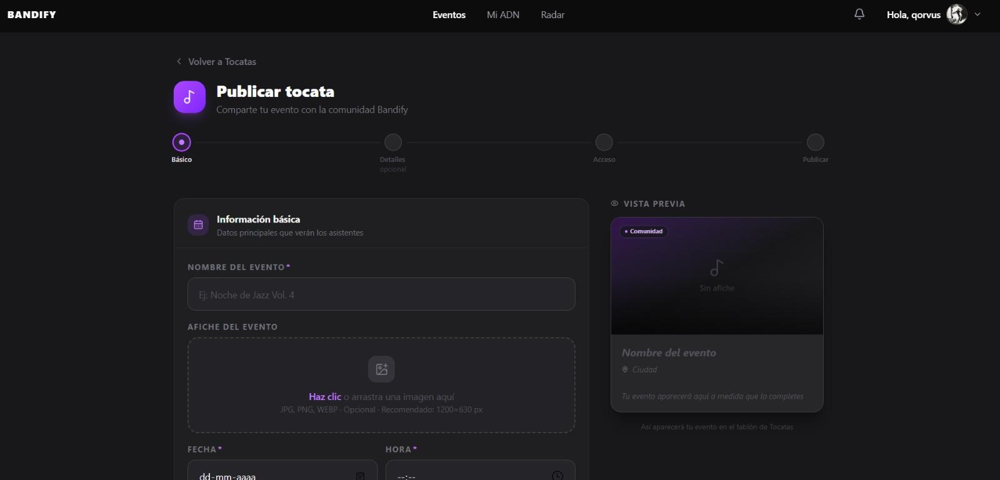 BANDIFY
Eventos Mi ADN Radar
Hola, qorvus
Volver a Tocatas
Publicar tocata
Comparte tu evento con la comunidad Bandify
Básico Detalles Acceso Publicar
opcional
Información básica
Datos principales que verán los asistentes
NOMBRE DEL EVENTO*
Ej: Noche de Jazz Vol. 4
AFICHE DEL EVENTO
Haz clic o arrastra una imagen aquí
JPG, PNG, WEBP · Opcional · Recomendado: 1200×630 px
FECHA* HORA*
dd-mm-aaaa --:--
VISTA PREVIA
Comunidad
Sin afiche
Nombre del evento
Ciudad
Tu evento aparecerá aquí a medida que lo completes
Así aparecerá tu evento en el tablón de Tocatas